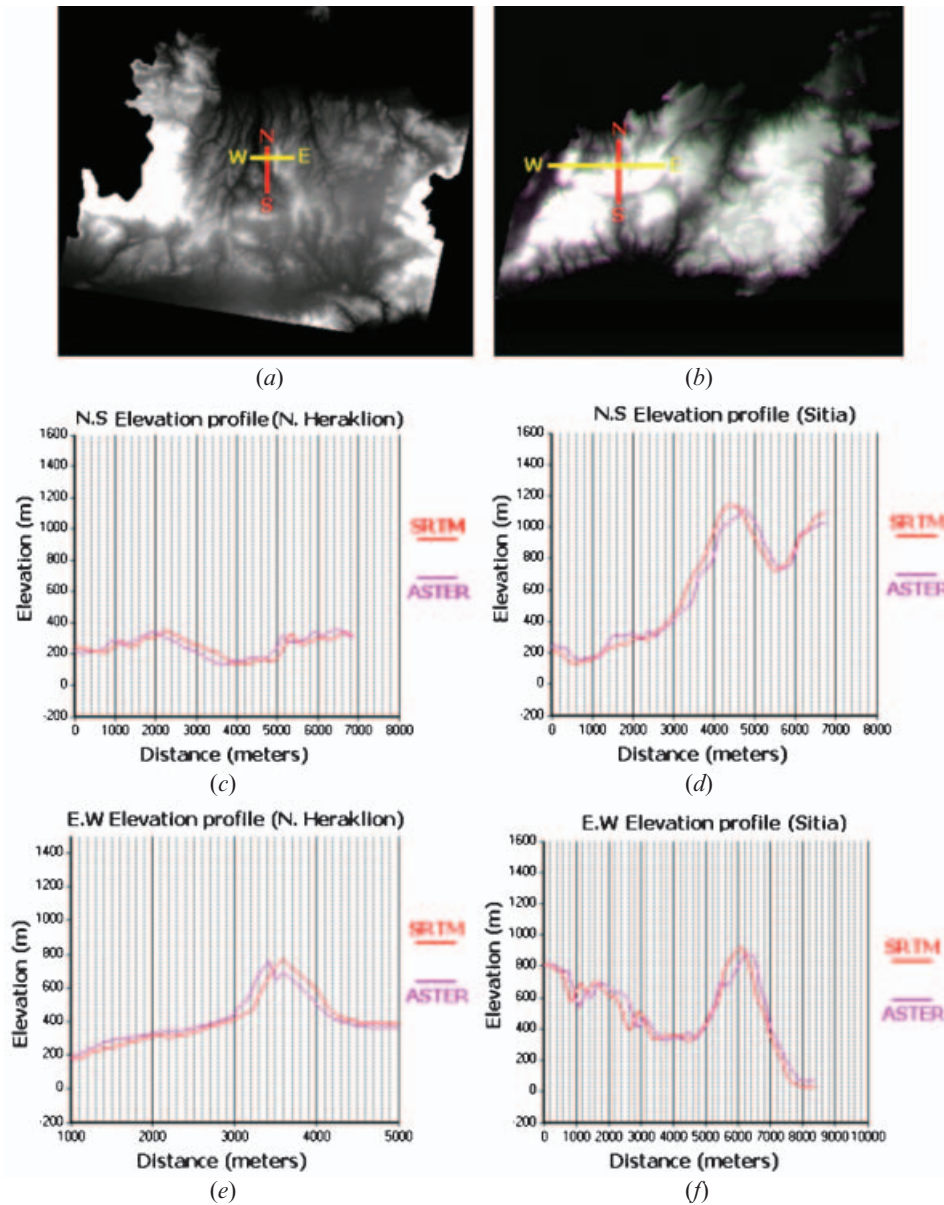 N
W E
S
N
W E
S
(a) (b)
N.S Elevation profile (N. Heraklion)
1600
1400
1200
1000
800
600
400
200
0
-200
Elevation (m)
0 1000 2000 3000 4000 5000 6000 7000 8000
Distance (meters)
SRTM
ASTER
(c)
N.S Elevation profile (Sitia)
1600
1400
1200
1000
800
600
400
200
0
-200
Elevation (m)
0 1000 2000 3000 4000 5000 6000 7000 8000
Distance (meters)
SRTM
ASTER
(d)
E.W Elevation profile (N. Heraklion)
1400
1200
1000
800
600
400
200
0
-200
Elevation (m)
1000 2000 3000 4000 5000
Distance (meters)
SRTM
ASTER
(e)
E.W Elevation profile (Sitia)
1600
1400
1200
1000
800
600
400
200
0
-200
Elevation (m)
0 1000 2000 3000 4000 5000 6000 7000 8000 9000 10000
Distance (meters)
SRTM
ASTER
(f)